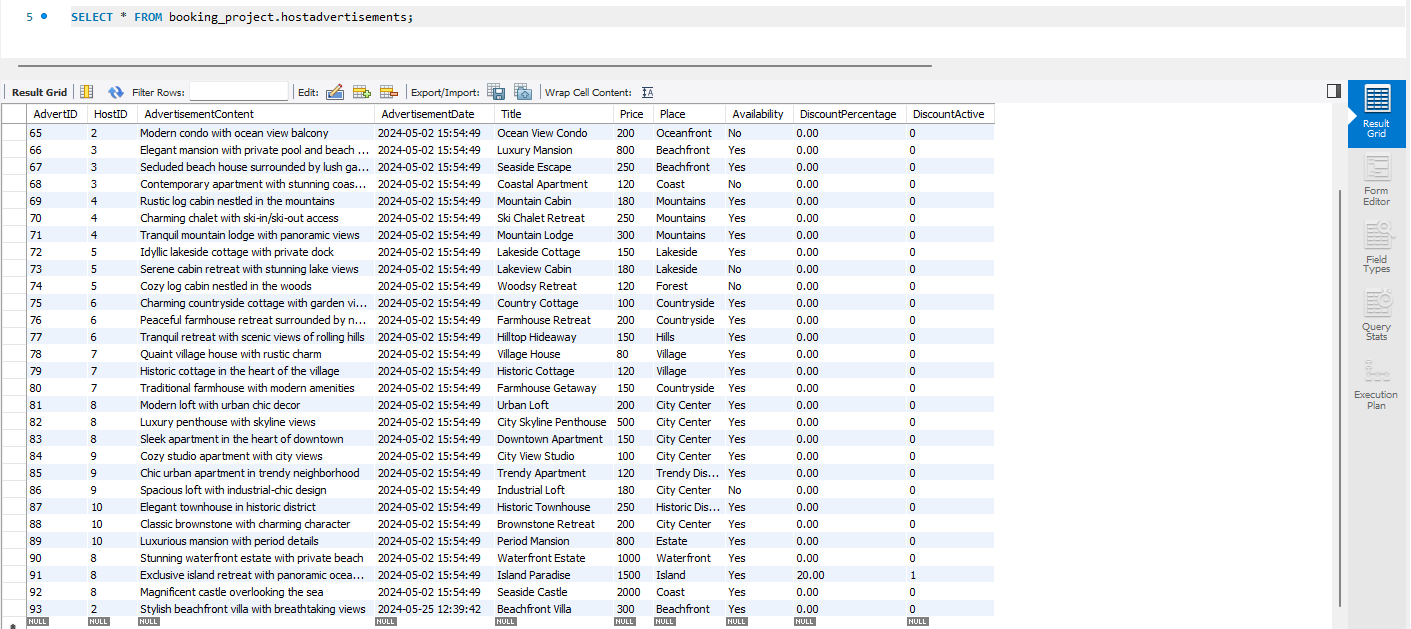 5 SELECT * FROM booking_project.hostadvertisements;
Result Grid Filter Rows: Edit: Export/Import: Wrap Cell Content:
AdvertID HostID AdvertisementContent AdvertisementDate Title Price Place Availability DiscountPercentage DiscountActive
65 2 Modern condo with ocean view balcony 2024-05-02 15:54:49 Ocean View Condo 200 Oceanfront No 0.00 0
66 3 Elegant mansion with private pool and beach ... 2024-05-02 15:54:49 Luxury Mansion 800 Beachfront Yes 0.00 0
67 3 Secluded beach house surrounded by lush ga... 2024-05-02 15:54:49 Seaside Escape 250 Beachfront Yes 0.00 0
68 3 Contemporary apartment with stunning coas... 2024-05-02 15:54:49 Coastal Apartment 120 Coast No 0.00 0
69 4 Rustic log cabin nestled in the mountains 2024-05-02 15:54:49 Mountain Cabin 180 Mountains Yes 0.00 0
70 4 Charming chalet with ski-in/ski-out access 2024-05-02 15:54:49 Ski Chalet Retreat 250 Mountains Yes 0.00 0
71 4 Tranquil mountain lodge with panoramic views 2024-05-02 15:54:49 Mountain Lodge 300 Mountains Yes 0.00 0
72 5 Idyllic lakeside cottage with private dock 2024-05-02 15:54:49 Lakeside Cottage 150 Lakeside Yes 0.00 0
73 5 Serene cabin retreat with stunning lake views 2024-05-02 15:54:49 Lakeview Cabin 180 Lakeside No 0.00 0
74 5 Cozy log cabin nestled in the woods 2024-05-02 15:54:49 Woodsy Retreat 120 Forest No 0.00 0
75 6 Charming countryside cottage with garden vi... 2024-05-02 15:54:49 Country Cottage 100 Countryside Yes 0.00 0
76 6 Peaceful farmhouse retreat surrounded by n... 2024-05-02 15:54:49 Farmhouse Retreat 200 Countryside Yes 0.00 0
77 6 Tranquil retreat with scenic views of rolling hills 2024-05-02 15:54:49 Hilltop Hideaway 150 Hills Yes 0.00 0
78 7 Quaint village house with rustic charm 2024-05-02 15:54:49 Village House 80 Village Yes 0.00 0
79 7 Historic cottage in the heart of the village 2024-05-02 15:54:49 Historic Cottage 120 Village Yes 0.00 0
80 7 Traditional farmhouse with modern amenities 2024-05-02 15:54:49 Farmhouse Getaway 150 Countryside Yes 0.00 0
81 8 Modern loft with urban chic decor 2024-05-02 15:54:49 Urban Loft 200 City Center Yes 0.00 0
82 8 Luxury penthouse with skyline views 2024-05-02 15:54:49 City Skyline Penthouse 500 City Center Yes 0.00 0
83 8 Sleek apartment in the heart of downtown 2024-05-02 15:54:49 Downtown Apartment 150 City Center Yes 0.00 0
84 9 Cozy studio apartment with city views 2024-05-02 15:54:49 City View Studio 100 City Center Yes 0.00 0
85 9 Chic urban apartment in trendy neighborhood 2024-05-02 15:54:49 Trendy Apartment 120 Trendy Dis... Yes 0.00 0
86 9 Spacious loft with industrial-chic design 2024-05-02 15:54:49 Industrial Loft 180 City Center No 0.00 0
87 10 Elegant townhouse in historic district 2024-05-02 15:54:49 Historic Townhouse 250 Historic Dis... Yes 0.00 0
88 10 Classic brownstone with charming character 2024-05-02 15:54:49 Brownstone Retreat 200 City Center Yes 0.00 0
89 10 Luxurious mansion with period details 2024-05-02 15:54:49 Period Mansion 800 Estate Yes 0.00 0
90 8 Stunning waterfront estate with private beach 2024-05-02 15:54:49 Waterfront Estate 1000 Waterfront Yes 0.00 0
91 8 Exclusive island retreat with panoramic ocea... 2024-05-02 15:54:49 Island Paradise 1500 Island Yes 20.00 1
92 8 Magnificent castle overlooking the sea 2024-05-02 15:54:49 Seaside Castle 2000 Coast Yes 0.00 0
93 2 Stylish beachfront villa with breathtaking views 2024-05-25 12:39:42 Beachfront Villa 300 Beachfront Yes 0.00 0
NULL NULL NULL NULL NULL NULL NULL NULL NULL NULL
Result
Grid
Form
Editor
Field
Types
Query
Stats
Execution
Plan